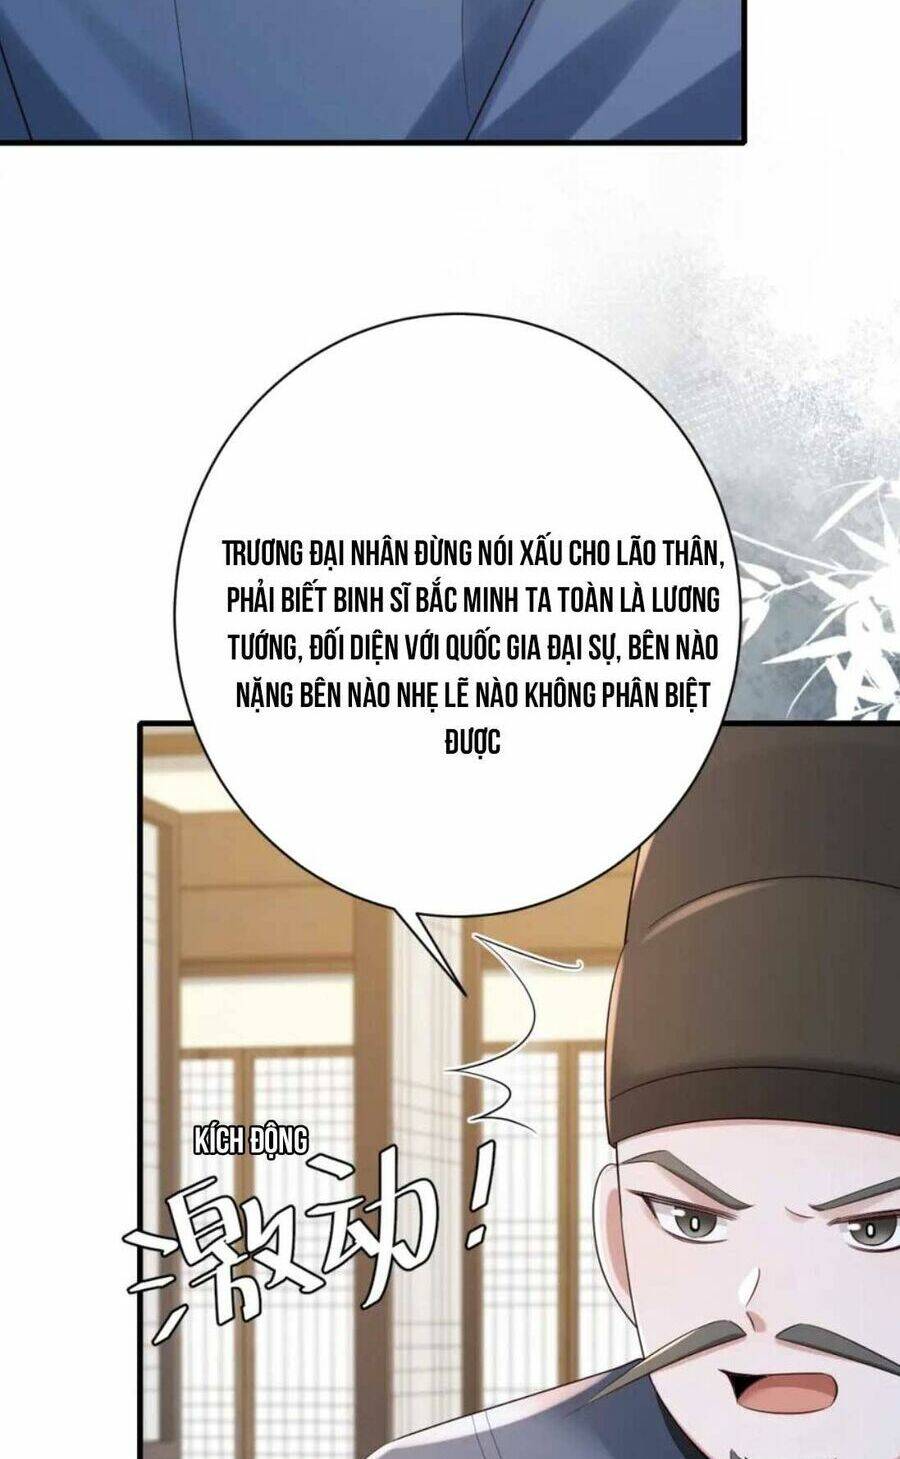 TRƯƠNG ĐẠI NHÂN ĐỪNG NÓI XẤU CHO LÃO THÂN,
PHẢI BIẾT BINH SĨ BẮC MINH TA TOÀN LÀ LƯƠNG
TƯỚNG, ĐỐI DIỆN VỚI QUỐC GIA ĐẠI SỰ, BÊN NÀO
NẶNG BÊN NÀO NHẸ LẼ NÀO KHÔNG PHÂN BIỆT
ĐƯỢC
KÍCH ĐỘNG
激动!